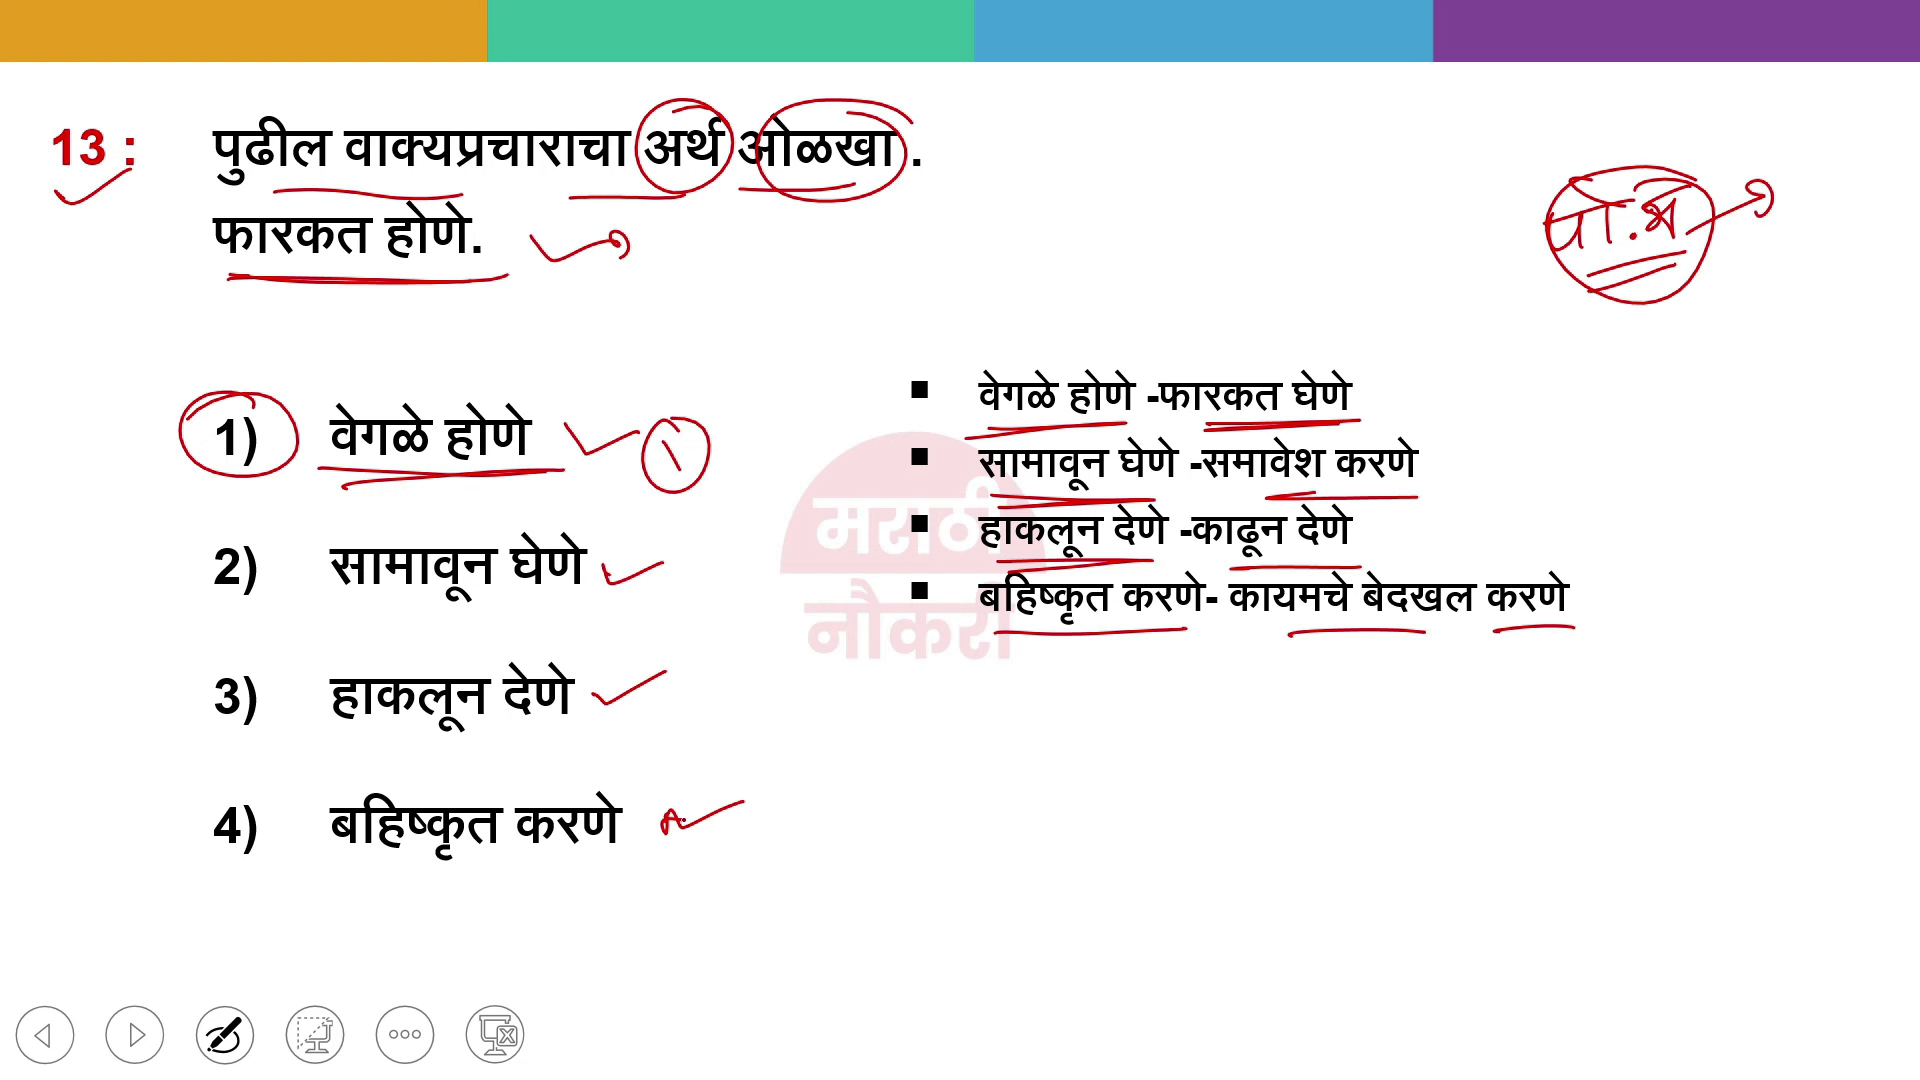 13 : पुढील वाक्यप्रचाराचा अर्थ ओळखा .
फारकत होणे.
1) वेगळे होणे
2) सामावून घेणे
3) हाकलून देणे
4) बहिष्कृत करणे
▪ वेगळे होणे -फारकत घेणे
▪ सामावून घेणे -समावेश करणे
▪ हाकलून देणे -काढून देणे
▪ बहिष्कृत करणे- कायमचे बेदखल करणे
मराठी
नौकरी